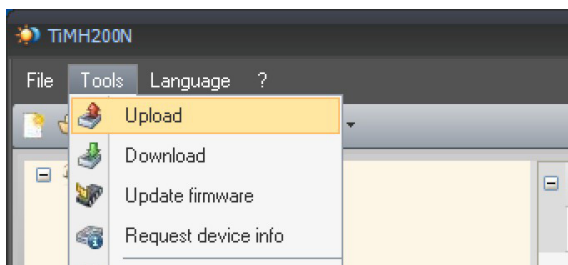 TiMH200N
File Tools Language ?
Upload
Download
Update firmware
Request device info